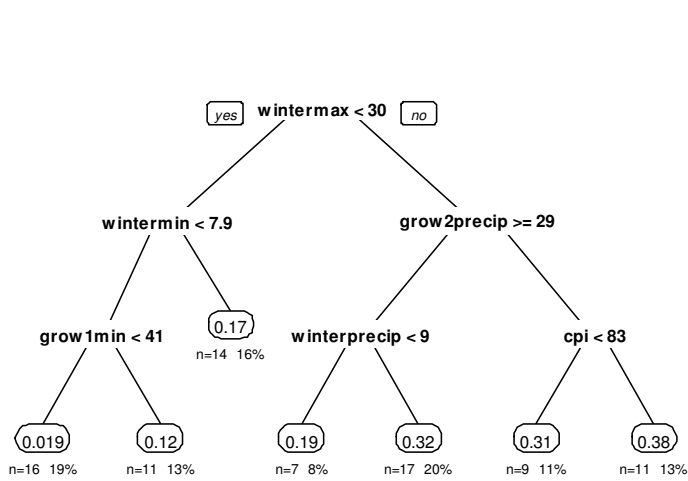 yes wintermax < 30 no
wintermin < 7.9 grow2precip >= 29
0.17
n=14 16%
grow1min < 41 winterprecip < 9 cpi < 83
0.019 0.12 0.19 0.32 0.31 0.38
n=16 19% n=11 13% n=7 8% n=17 20% n=9 11% n=11 13%